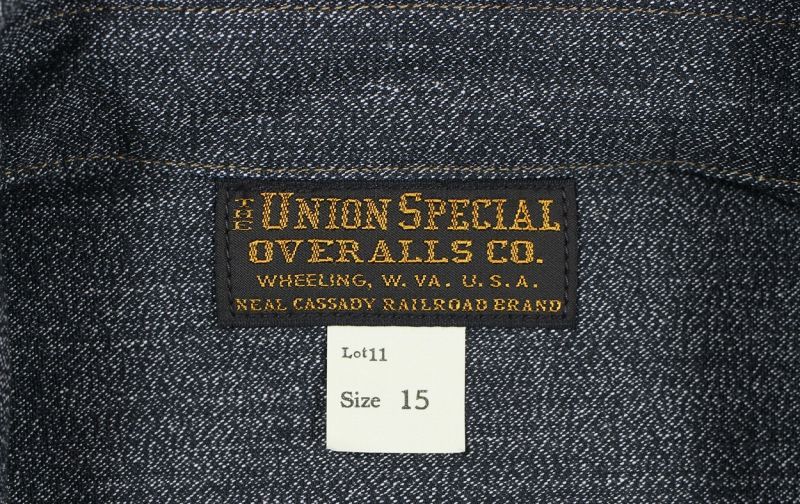 THE UNION SPECIAL
OVERALLS CO.
WHEELING, W. VA. U.S.A.
NEAL CASSADY RAILROAD BRAND
Lot11
Size 15